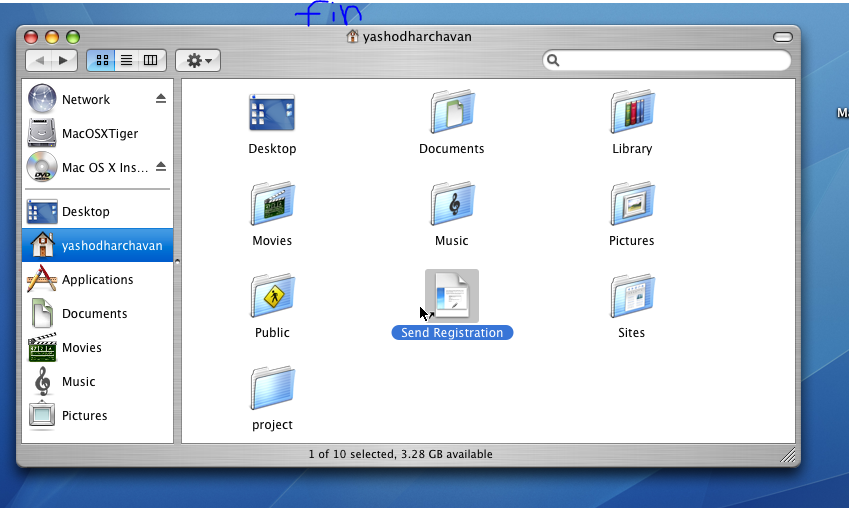 fin
yashodharchavan
Network
MacOSXTiger
Mac OS X Ins...
Desktop
yashodharchavan
Applications
Documents
Movies
Music
Pictures
Desktop
Documents
Library
Movies
Music
Pictures
Public
Send Registration
Sites
project
1 of 10 selected, 3.28 GB available
DVD